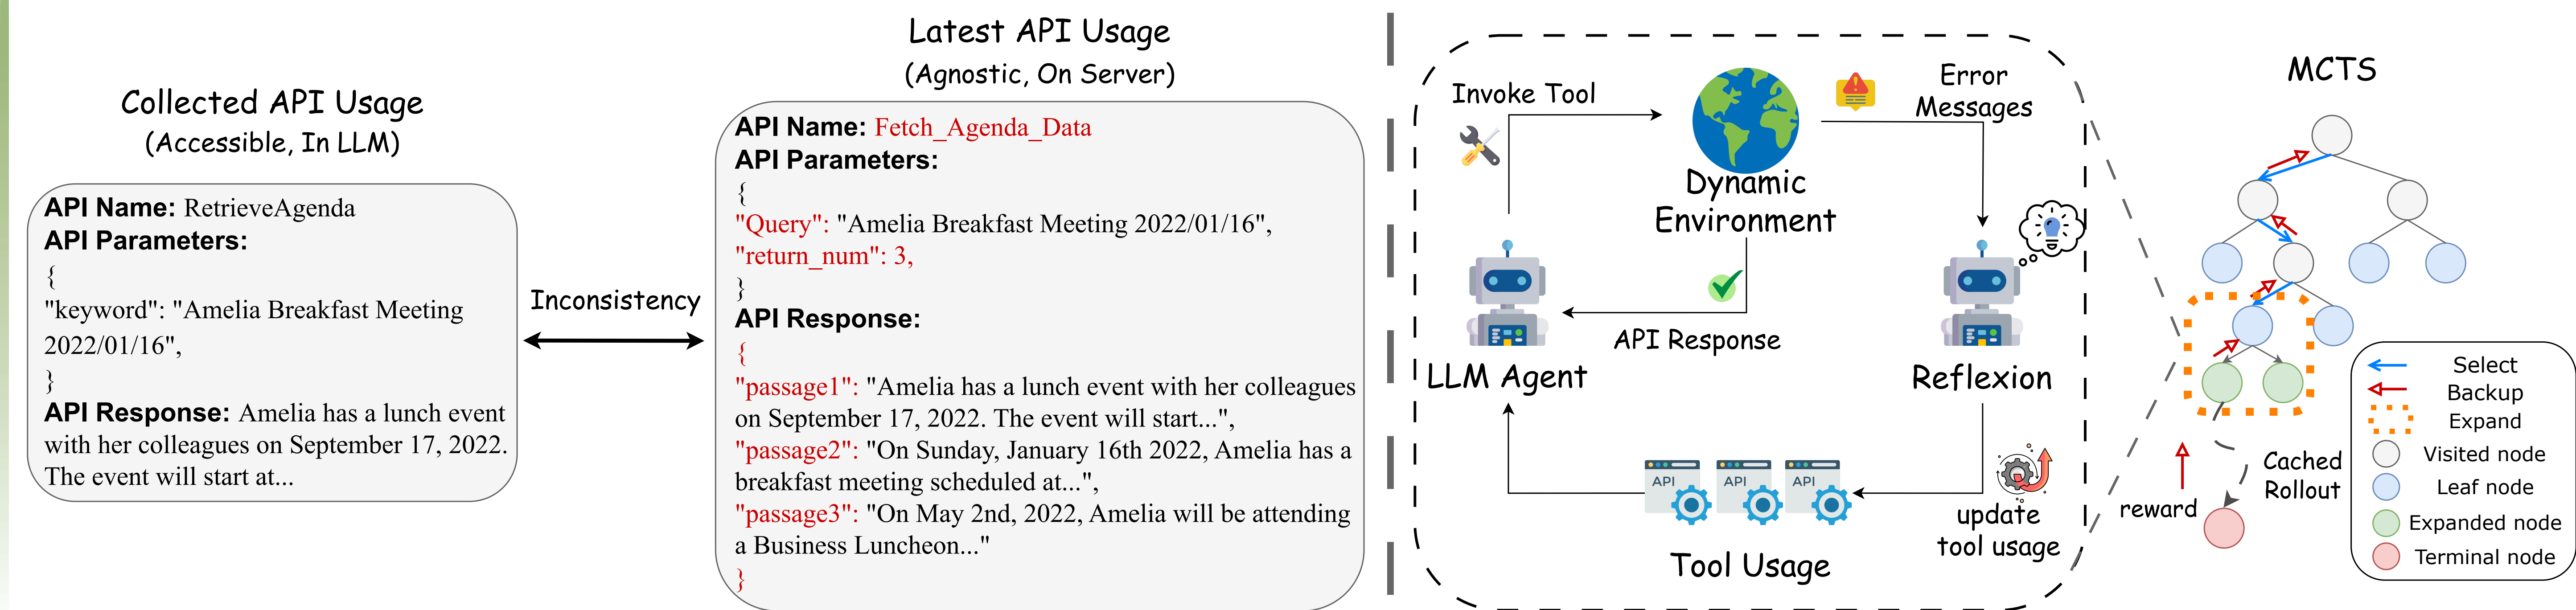 Collected API Usage
(Accessible, In LLM)
API Name: RetrieveAgenda
API Parameters:
{
"keyword": "Amelia Breakfast Meeting
2022/01/16",
}
API Response: Amelia has a lunch event
with her colleagues on September 17, 2022.
The event will start at...
Inconsistency
Latest API Usage
(Agnostic, On Server)
API Name: Fetch_Agenda_Data
API Parameters:
{
"Query": "Amelia Breakfast Meeting 2022/01/16",
"return_num": 3,
}
API Response:
{
"passage1": "Amelia has a lunch event with her colleagues
on September 17, 2022. The event will start...",
"passage2": "On Sunday, January 16th 2022, Amelia has a
breakfast meeting scheduled at...",
"passage3": "On May 2nd, 2022, Amelia will be attending
a Business Luncheon..."
}
Invoke Tool
Error
Messages
Dynamic
Environment
API Response
LLM Agent
Reflexion
API
API
API
update
tool usage
Tool Usage
MCTS
Cached
Rollout
reward
Select
Backup
Expand
Visited node
Leaf node
Expanded node
Terminal node